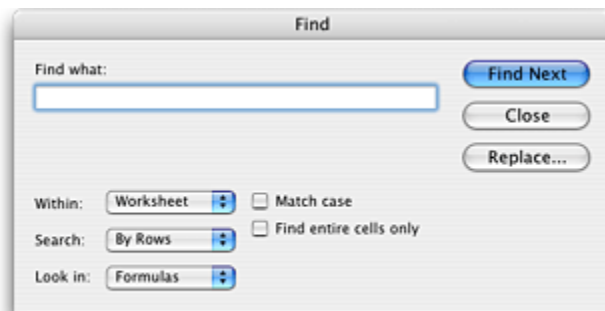 Find
Find what:
Find Next
Close
Replace...
Within: Worksheet Match case
Find entire cells only
Search: By Rows
Look in: Formulas